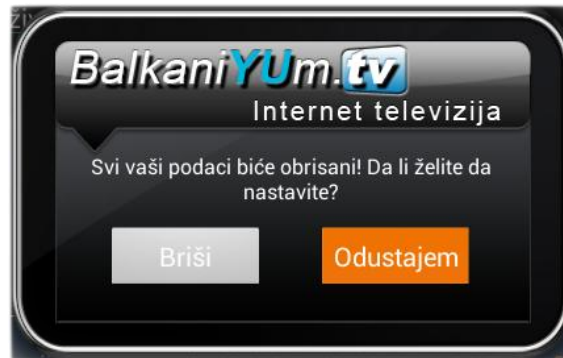 BalkaniYUm.tv
Internet televizija
Svi vaši podaci biće obrisani! Da li želite da
nastavite?
Briši
Odustajem